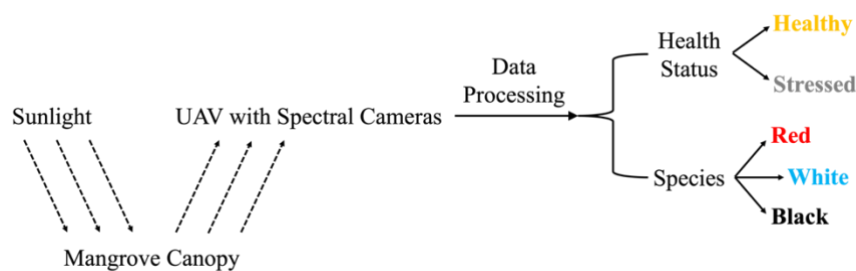 Sunlight
Mangrove Canopy
UAV with Spectral Cameras
Data
Processing
Health
Status
Healthy
Stressed
Species
Red
White
Black